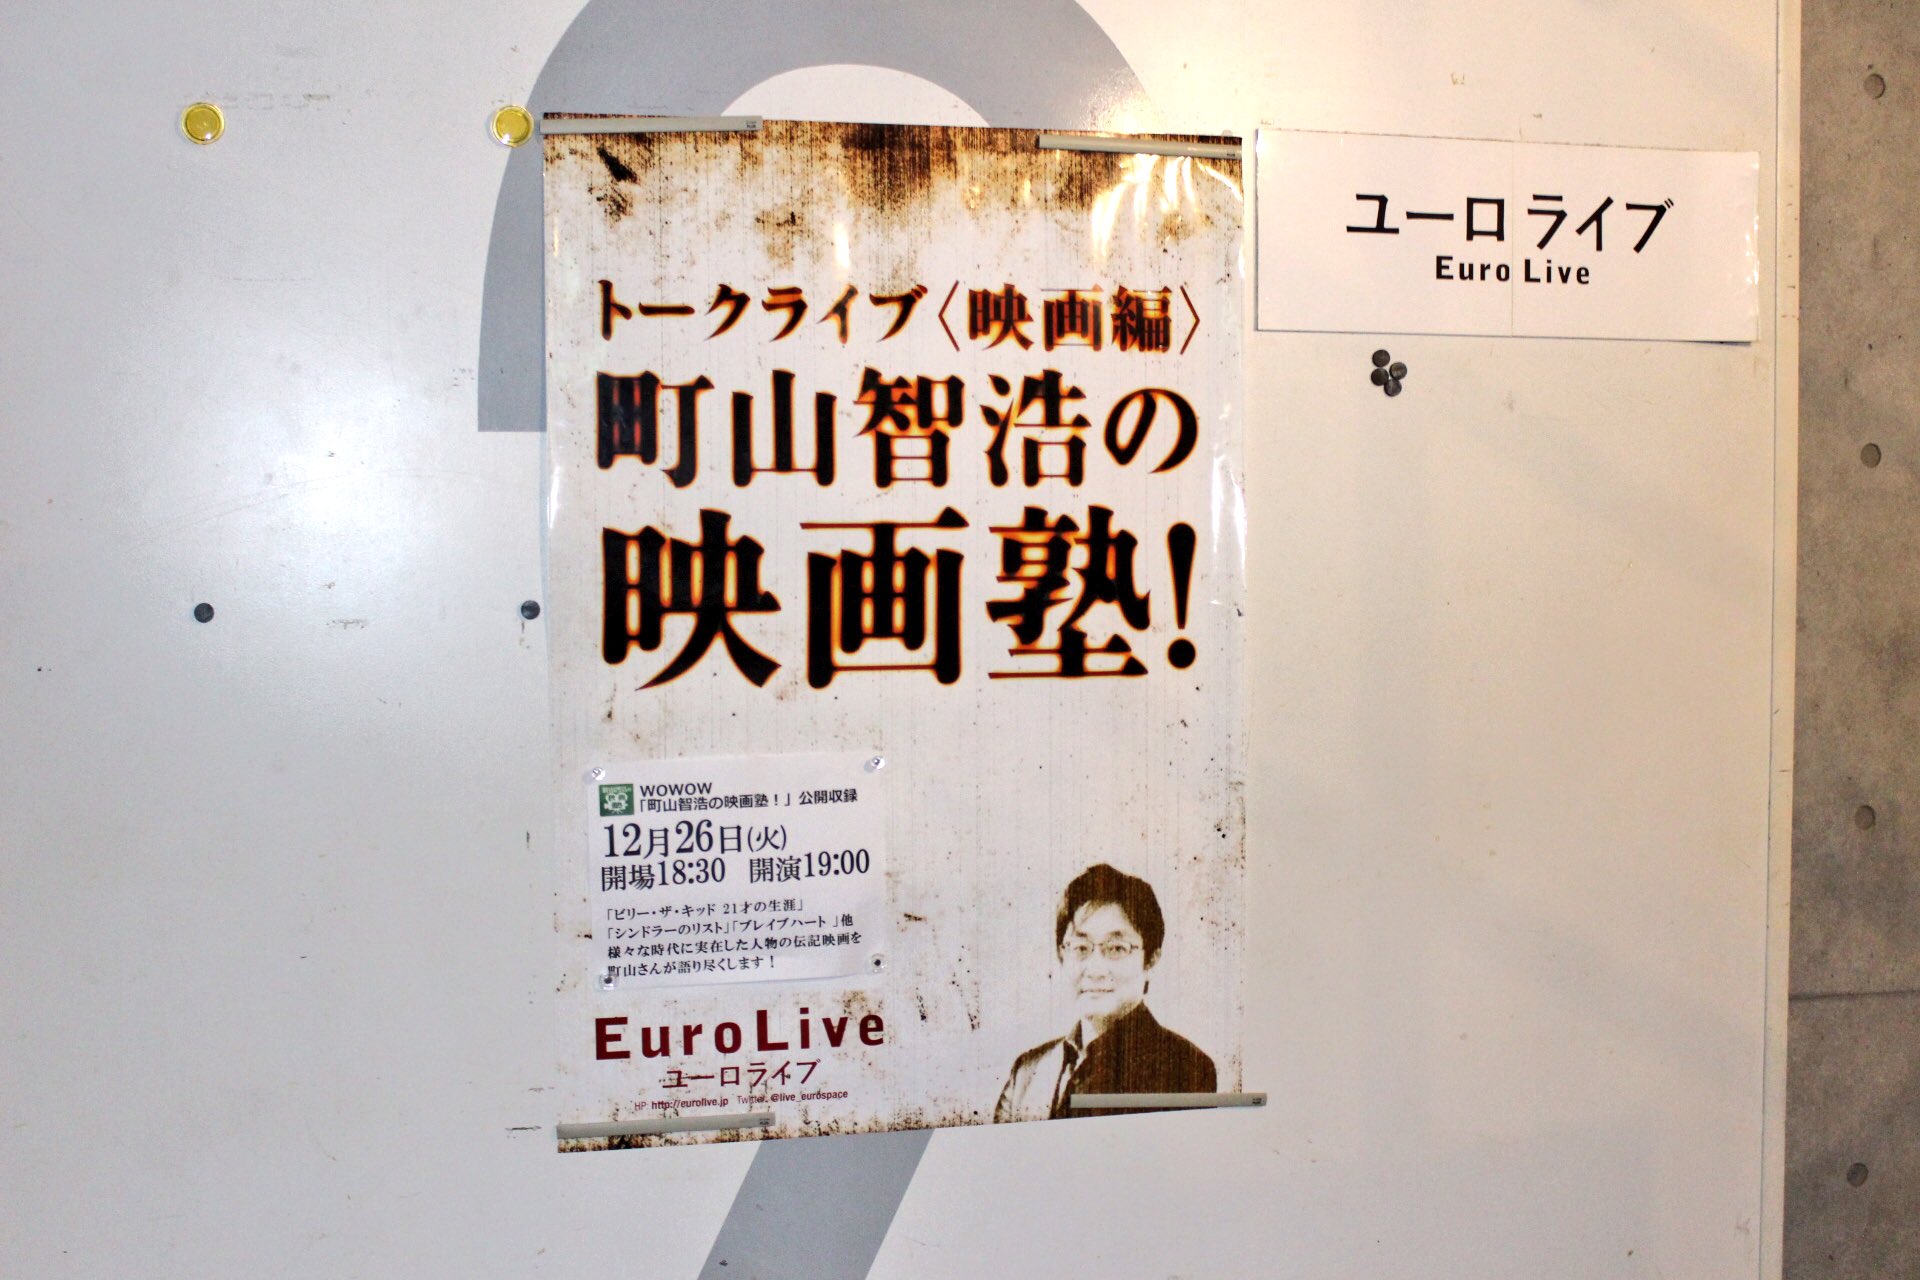 トークライブ〈映画編〉
町山智浩の
映画塾！
WOWOW
「町山智浩の映画塾！」公開収録
12月26日(火)
開場18:30 開演19:00
「ビリー・ザ・キッド 21才の生涯」
「シンドラーのリスト」「ブレイブハート」他
様々な時代に実在した人物の伝記映画を
町山さんが語り尽くします！
EuroLive
ユーロライブ
HP: http://eurolive.jp Twitter. @live_eurospace
ユーロ ライブ
Euro Live